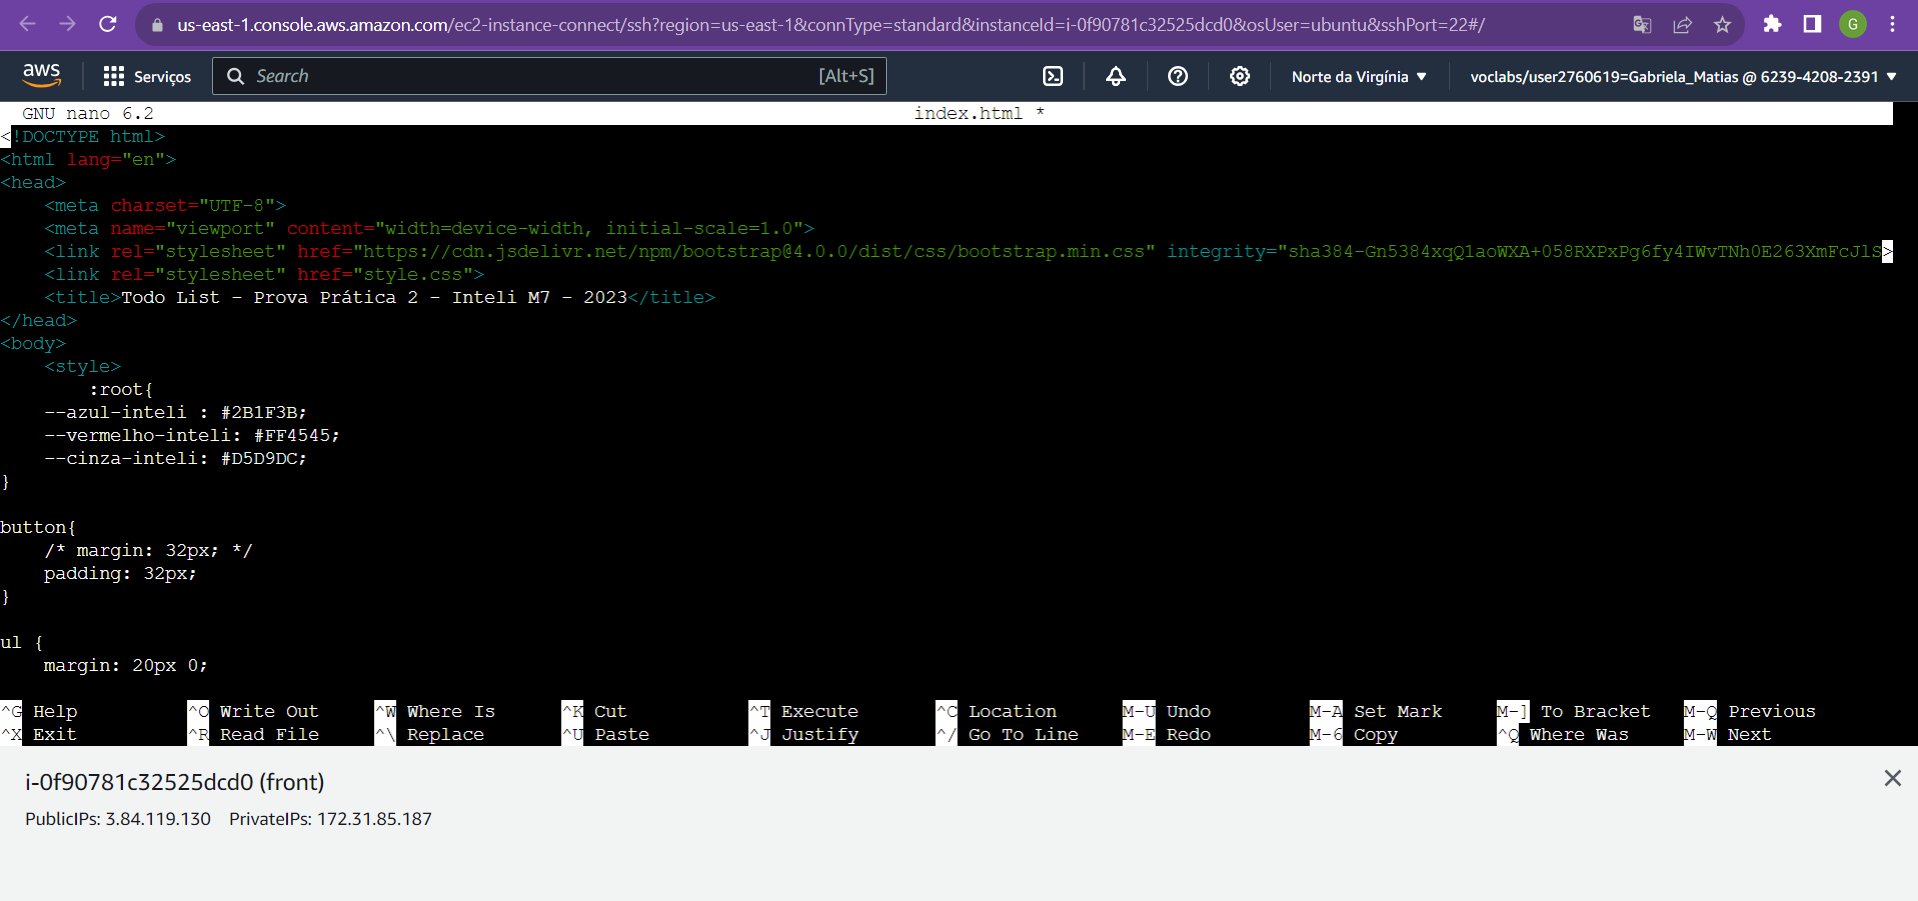 us-east-1.console.aws.amazon.com/ec2-instance-connect/ssh?region=us-east-1&connType=standard&instanceId=i-0f90781c32525dcd0&osUser=ubuntu&sshPort=22#/
G
aws Serviços Search [Alt+S] Norte da Virgínia ▼ voclabs/user2760619=Gabriela_Matias @ 6239-4208-2391 ▼
GNU nano 6.2 index.html *
<!DOCTYPE html>
<html lang="en">
<head>
    <meta charset="UTF-8">
    <meta name="viewport" content="width=device-width, initial-scale=1.0">
    <link rel="stylesheet" href="https://cdn.jsdelivr.net/npm/bootstrap@4.0.0/dist/css/bootstrap.min.css" integrity="sha384-Gn5384xqQ1aoWXA+058RXPxPg6fy4IWvTNh0E263XmFcJlS>
    <link rel="stylesheet" href="style.css">
    <title>Todo List - Prova Prática 2 - Inteli M7 - 2023</title>
</head>
<body>
    <style>
        :root{
    --azul-inteli : #2B1F3B;
    --vermelho-inteli: #FF4545;
    --cinza-inteli: #D5D9DC;
}
button{
    /* margin: 32px; */
    padding: 32px;
}
ul {
    margin: 20px 0;
^G Help ^O Write Out ^W Where Is ^K Cut ^T Execute ^C Location M-U Undo M-A Set Mark M-] To Bracket M-Q Previous
^X Exit ^R Read File ^\ Replace ^U Paste ^J Justify ^/ Go To Line M-E Redo M-6 Copy ^Q Where Was M-W Next
i-0f90781c32525dcd0 (front)
PublicIPs: 3.84.119.130 PrivateIPs: 172.31.85.187